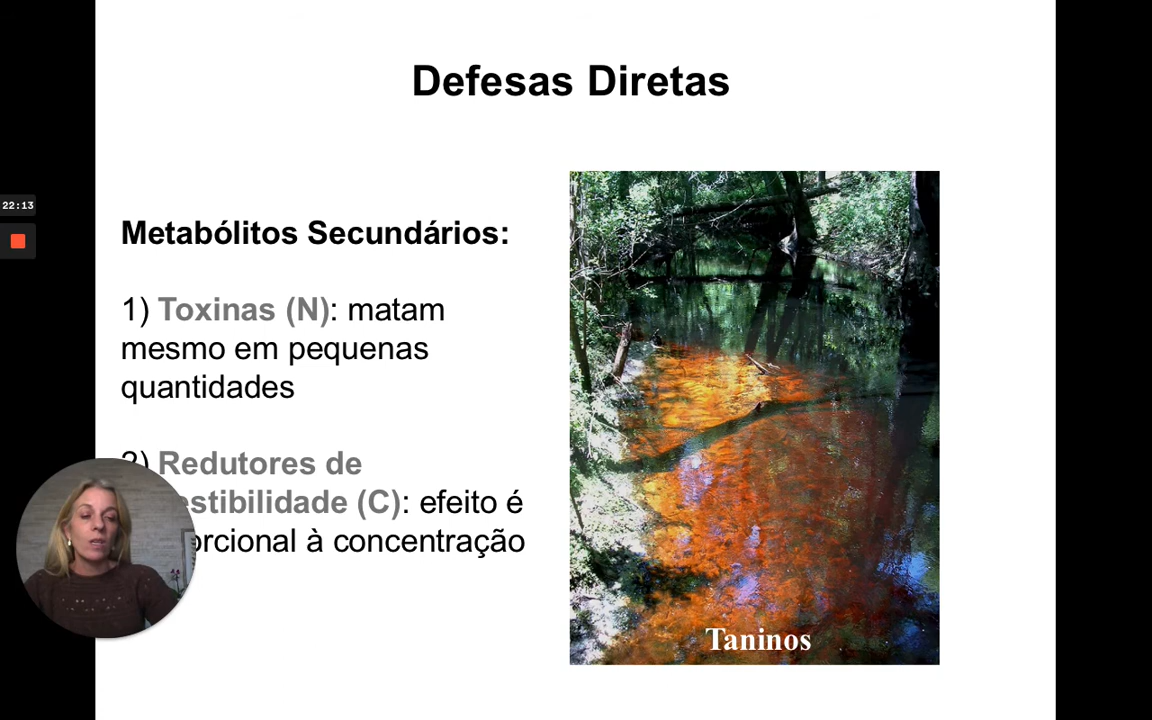 Defesas Diretas
22:13
Metabólitos Secundários:
1) Toxinas (N): matam
mesmo em pequenas
quantidades
2) Redutores de
estibilidade (C): efeito é
orcional à concentração
Taninos